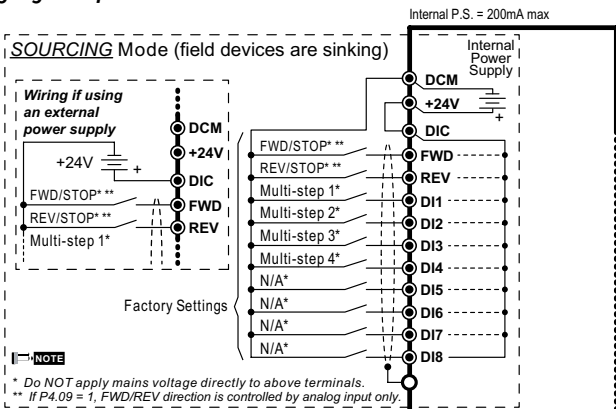 Internal P.S. = 200mA max
SOURCING Mode (field devices are sinking)
Internal
Power
Supply
+
Wiring if using
an external
power supply
+24V
+
FWD/STOP* **
REV/STOP* **
Multi-step 1*
DCM
+24V
DIC
FWD
REV
FWD/STOP* **
REV/STOP* **
Multi-step 1*
Multi-step 2*
Multi-step 3*
Multi-step 4*
N/A*
N/A*
N/A*
N/A*
Factory Settings
DCM
+24V
DIC
FWD
REV
DI1
DI2
DI3
DI4
DI5
DI6
DI7
DI8
NOTE
* Do NOT apply mains voltage directly to above terminals.
** If P4.09 = 1, FWD/REV direction is controlled by analog input only.